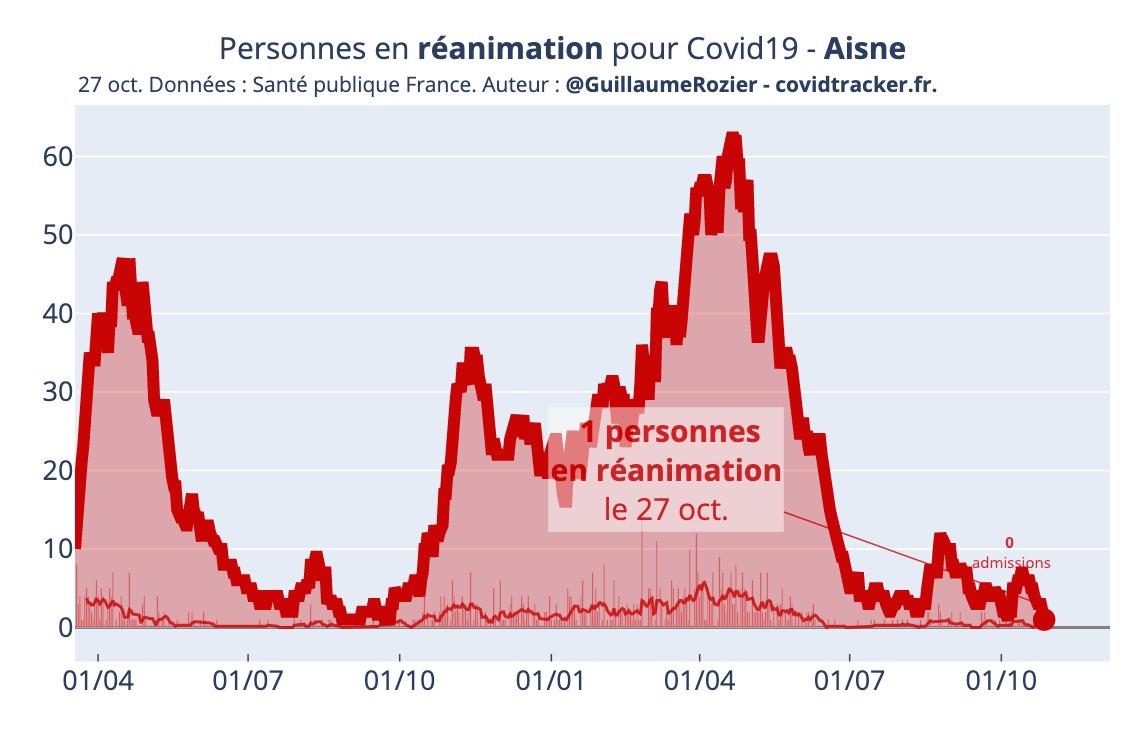 Personnes en réanimation pour Covid19 - Aisne
27 oct. Données : Santé publique France. Auteur : @GuillaumeRozier - covidtracker.fr.
60
50
40
30
20
10
0
1 personnes
en réanimation
le 27 oct.
0
admissions
01/04
01/07
01/10
01/01
01/04
01/07
01/10